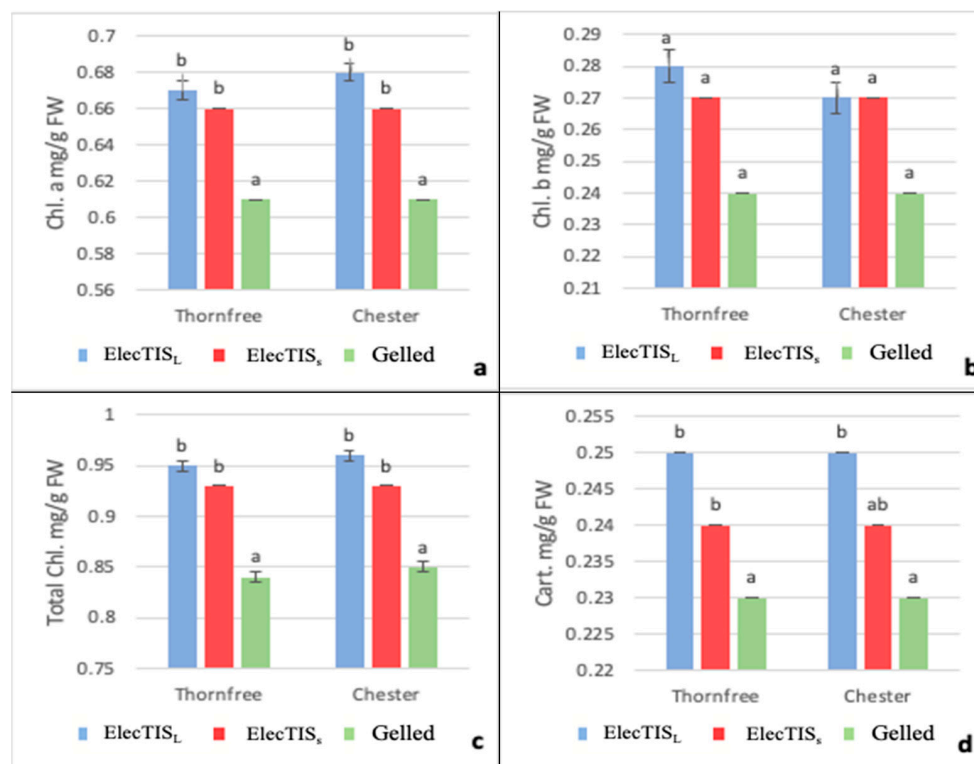 0.7
0.68
0.66
0.64
0.62
0.6
0.58
0.56
Chl. a mg/g FW
b
b
a
b
b
a
Thornfree Chester
ElecTISL ElecTISs Gelled
a
0.29
0.28
0.27
0.26
0.25
0.24
0.23
0.22
0.21
Chl. b mg/g FW
a
a
a
a
a
a
Thornfree Chester
ElecTISL ElecTISs Gelled
b
1
0.95
0.9
0.85
0.8
0.75
Total Chl. mg/g FW
b
b
a
b
b
a
Thornfree Chester
ElecTISL ElecTISs Gelled
c
0.255
0.25
0.245
0.24
0.235
0.23
0.225
0.22
Cart. mg/g FW
b
b
a
b
ab
a
Thornfree Chester
ElecTISL ElecTISs Gelled
d